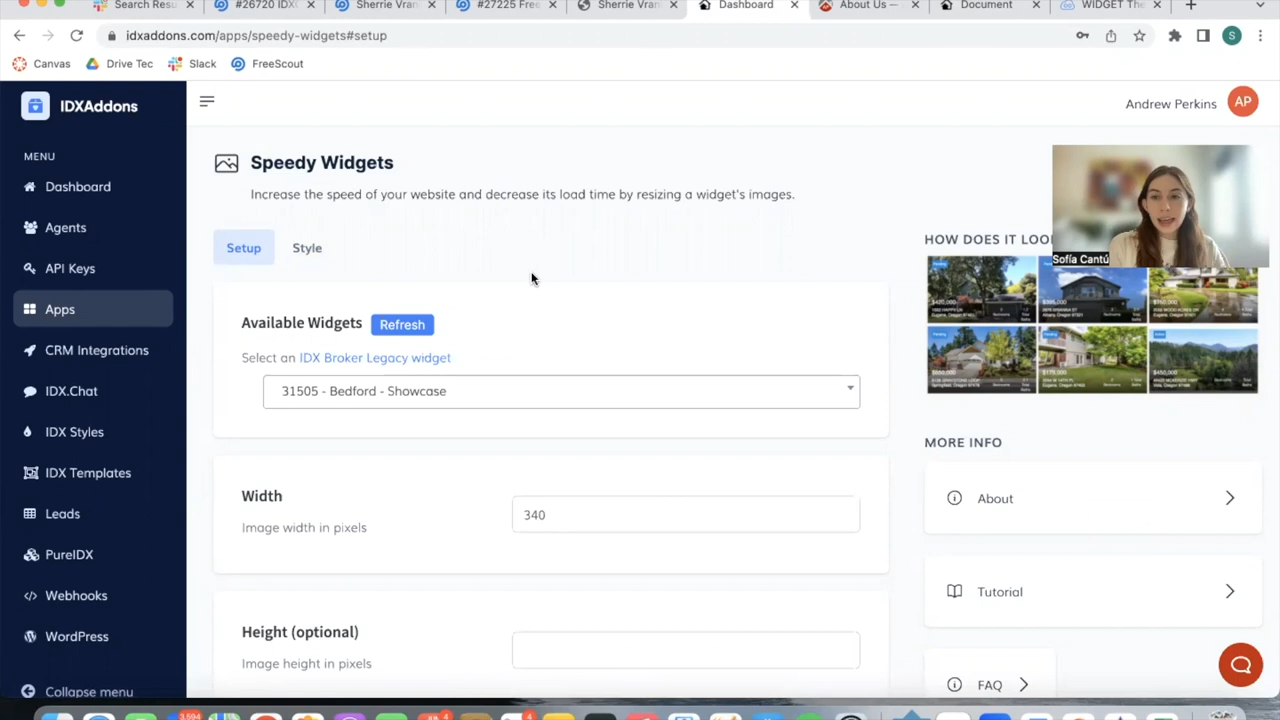 Search Resu
#26720 IDX
Sherrie Vran
#27225 Free
Sherrie Vran
Dashboard
About Us —
Document
WIDGET The
idxaddons.com/apps/speedy-widgets#setup
S
Canvas
Drive Tec
Slack
FreeScout
IDXAddons
Andrew Perkins
AP
MENU
Dashboard
Agents
API Keys
Apps
CRM Integrations
IDX.Chat
IDX Styles
IDX Templates
Leads
PureIDX
Webhooks
WordPress
Collapse menu
Speedy Widgets
Increase the speed of your website and decrease its load time by resizing a widget's images.
Setup
Style
Available Widgets
Refresh
Select an IDX Broker Legacy widget
31505 - Bedford - Showcase
Width
Image width in pixels
340
Height (optional)
Image height in pixels
HOW DOES IT LOO
Sofía Cantú
MORE INFO
About
Tutorial
FAQ
3,594